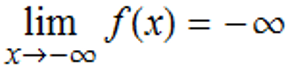 lim f(x) = −∞
x→−∞